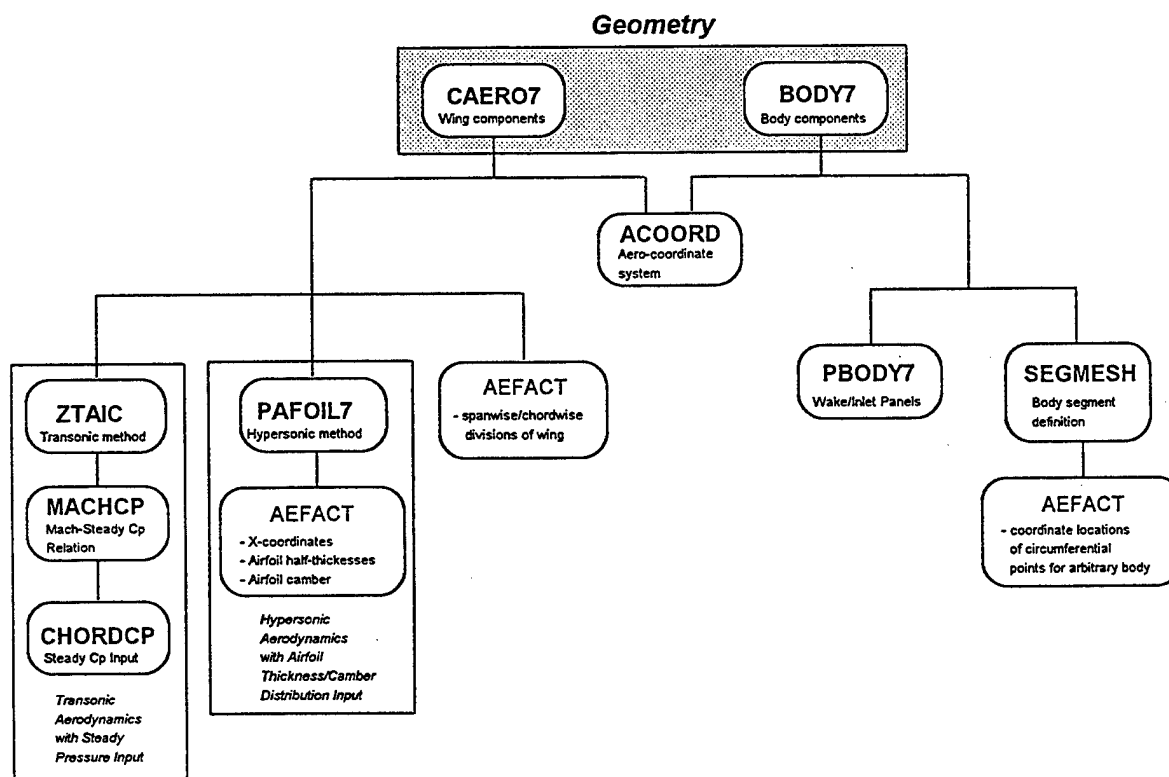 Geometry
CAERO7
Wing components
BODY7
Body components
ACOORD
Aero-coordinate
system
ZTAIC
Transonic method
MACHCP
Mach-Steady Cp
Relation
CHORDCP
Steady Cp Input
Transonic
Aerodynamics
with Steady
Pressure Input
PAFOIL7
Hypersonic method
AEFACT
- X-coordinates
- Airfoil half-thickesses
- Airfoil camber
Hypersonic
Aerodynamics
with Airfoil
Thickness/Camber
Distribution Input
AEFACT
- spanwise/chordwise
divisions of wing
PBODY7
Wake/Inlet Panels
SEGMESH
Body segment
definition
AEFACT
- coordinate locations
of circumferential
points for arbitrary body